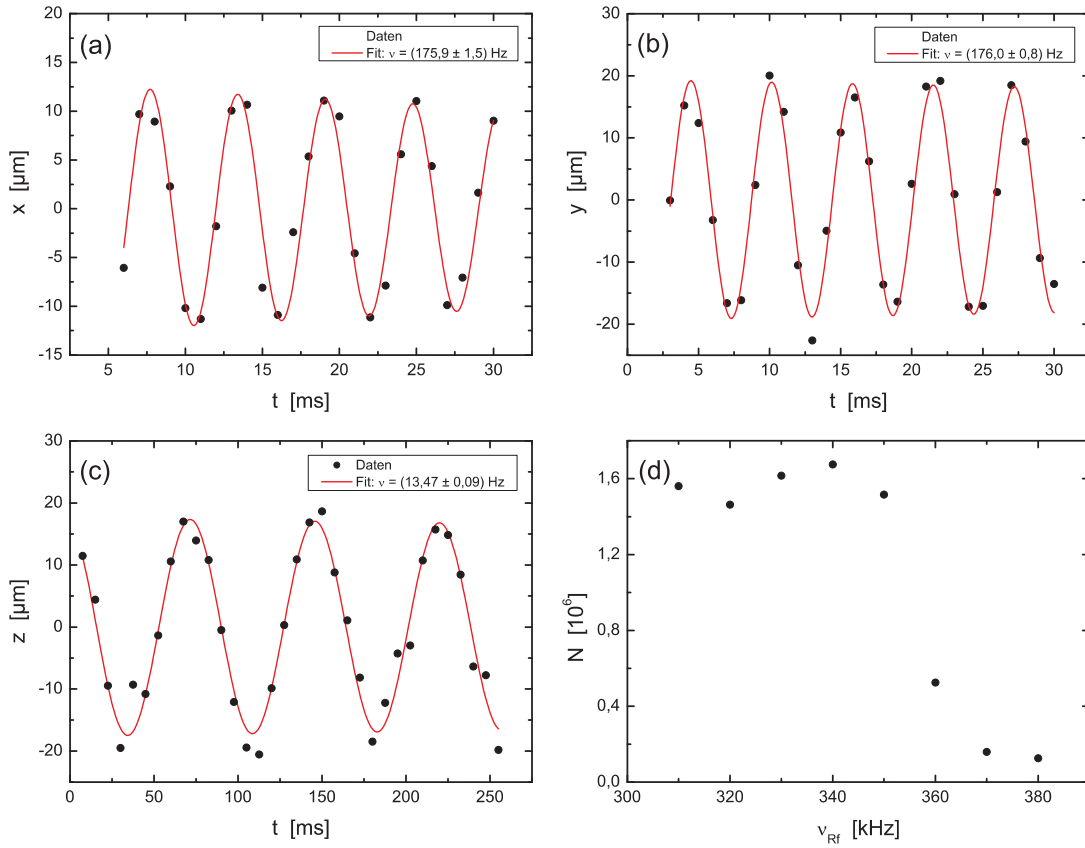 (a)
Daten
Fit: ν = (175,9 ± 1,5) Hz
20
15
10
5
0
-5
-10
-15
x [µm]
5
10
15
20
25
30
t [ms]
(b)
Daten
Fit: ν = (176,0 ± 0,8) Hz
30
20
10
0
-10
-20
y [µm]
0
5
10
15
20
25
30
t [ms]
(c)
Daten
Fit: ν = (13,47 ± 0,09) Hz
30
20
10
0
-10
-20
z [µm]
0
50
100
150
200
250
t [ms]
(d)
1,6
1,2
0,8
0,4
0,0
N [10⁶]
300
320
340
360
380
ν_Rf [kHz]